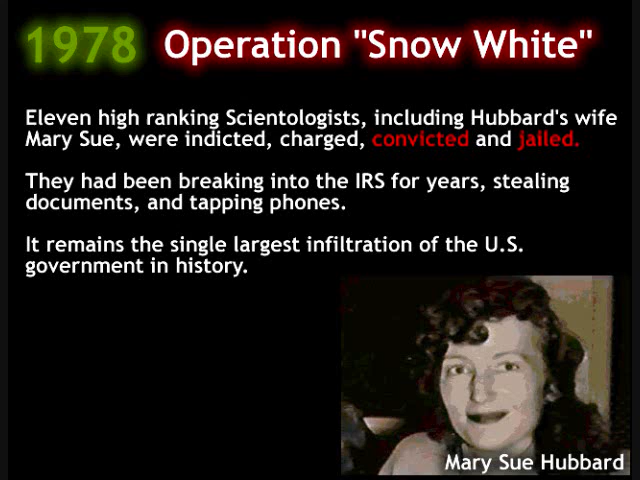 1978 Operation "Snow White"
Eleven high ranking Scientologists, including Hubbard's wife
Mary Sue, were indicted, charged, convicted and jailed.
They had been breaking into the IRS for years, stealing
documents, and tapping phones.
It remains the single largest infiltration of the U.S.
government in history.
Mary Sue Hubbard